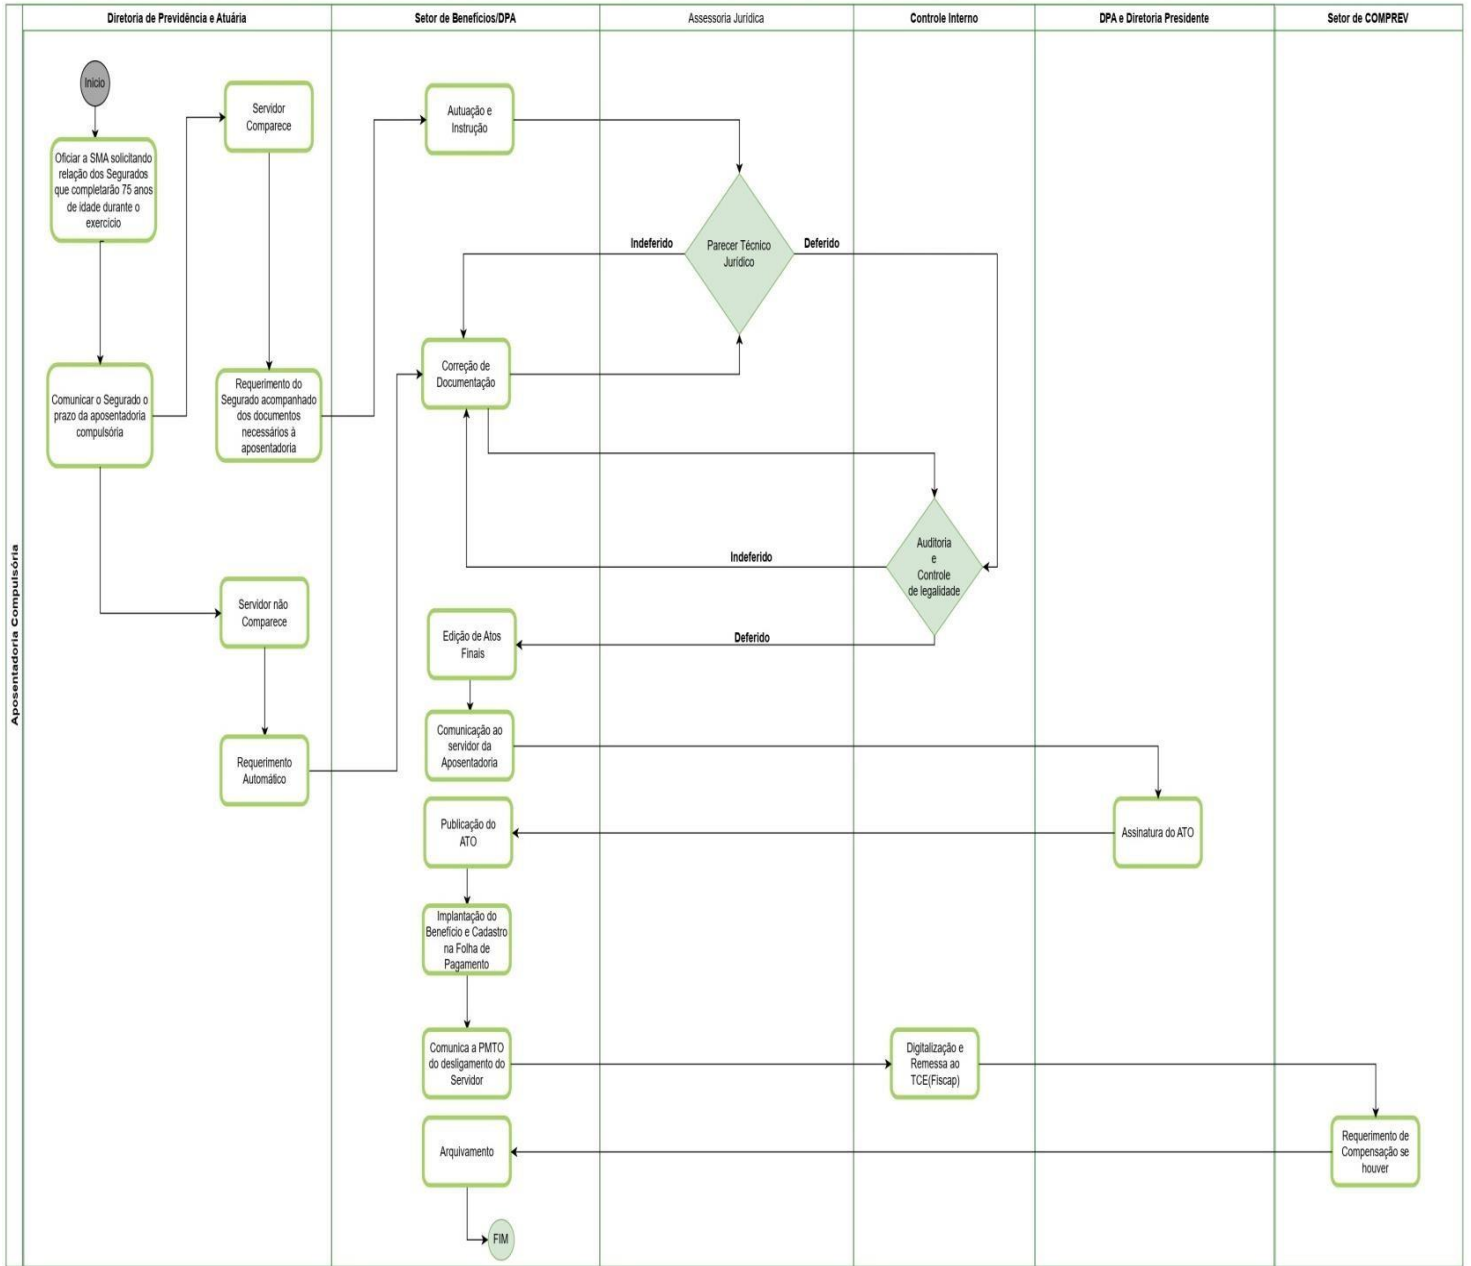 Diretoria de Previdência e Atuária
Setor de Benefícios/DPA
Assessoria Jurídica
Controle Interno
DPA e Diretoria Presidente
Setor de COMPREV
Aposentadoria Compulsória
Inicio
Oficiar a SMA solicitando
relação dos Segurados
que completarão 75 anos
de idade durante o
exercício
Servidor
Comparece
Autuação e
Instrução
Indeferido
Parecer Técnico
Jurídico
Deferido
Comunicar o Segurado o
prazo da aposentadoria
compulsória
Requerimento do
Segurado acompanhado
dos documentos
necessários à
aposentadoria
Correção de
Documentação
Indeferido
Auditoria
e
Controle
de legalidade
Servidor não
Comparece
Edição de Atos
Finais
Deferido
Requerimento
Automático
Comunicação ao
servidor da
Aposentadoria
Publicação do
ATO
Assinatura do ATO
Implantação do
Benefício e Cadastro
na Folha de
Pagamento
Comunica a PMTO
do desligamento do
Servidor
Digitalização e
Remessa ao
TCE(Fiscap)
Arquivamento
Requerimento de
Compensação se
houver
FIM